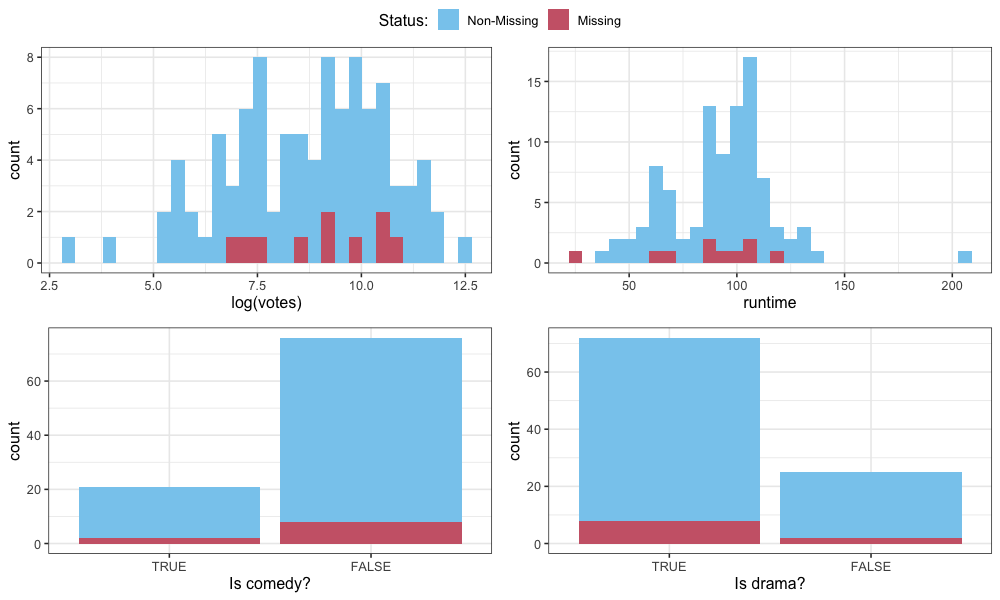 Status: Non-Missing Missing
8
6
4
2
0
count
2.5 5.0 7.5 10.0 12.5
log(votes)
15
10
5
0
count
50 100 150 200
runtime
60
40
20
0
count
TRUE FALSE
Is comedy?
60
40
20
0
count
TRUE FALSE
Is drama?